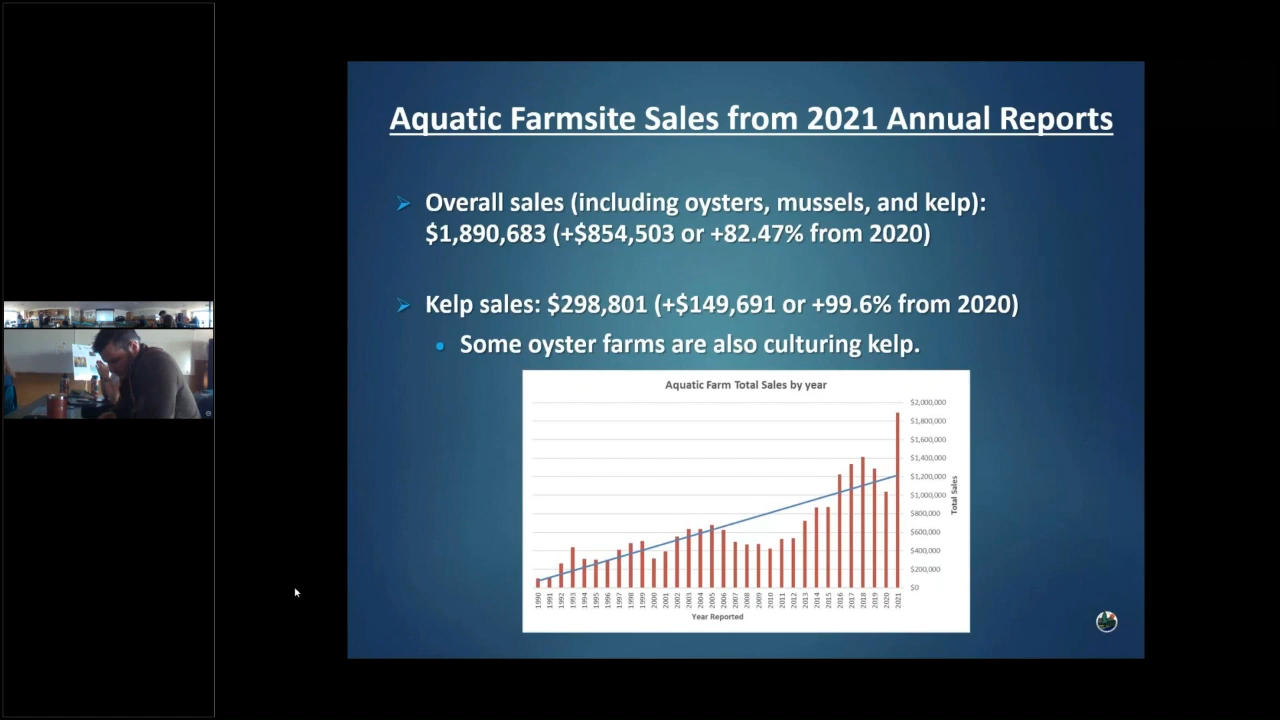 Aquatic Farmsite Sales from 2021 Annual Reports
Overall sales (including oysters, mussels, and kelp):
$1,890,683 (+$854,503 or +82.47% from 2020)
Kelp sales: $298,801 (+$149,691 or +99.6% from 2020)
Some oyster farms are also culturing kelp.
Aquatic Farm Total Sales by year
$2,000,000
$1,800,000
$1,600,000
$1,400,000
$1,200,000
$1,000,000
$800,000
$600,000
$400,000
$200,000
$0
Total Sales
1990 1991 1992 1993 1994 1995 1996 1997 1998 1999 2000 2001 2002 2003 2004 2005 2006 2007 2008 2009 2010 2011 2012 2013 2014 2015 2016 2017 2018 2019 2020 2021
Year Reported